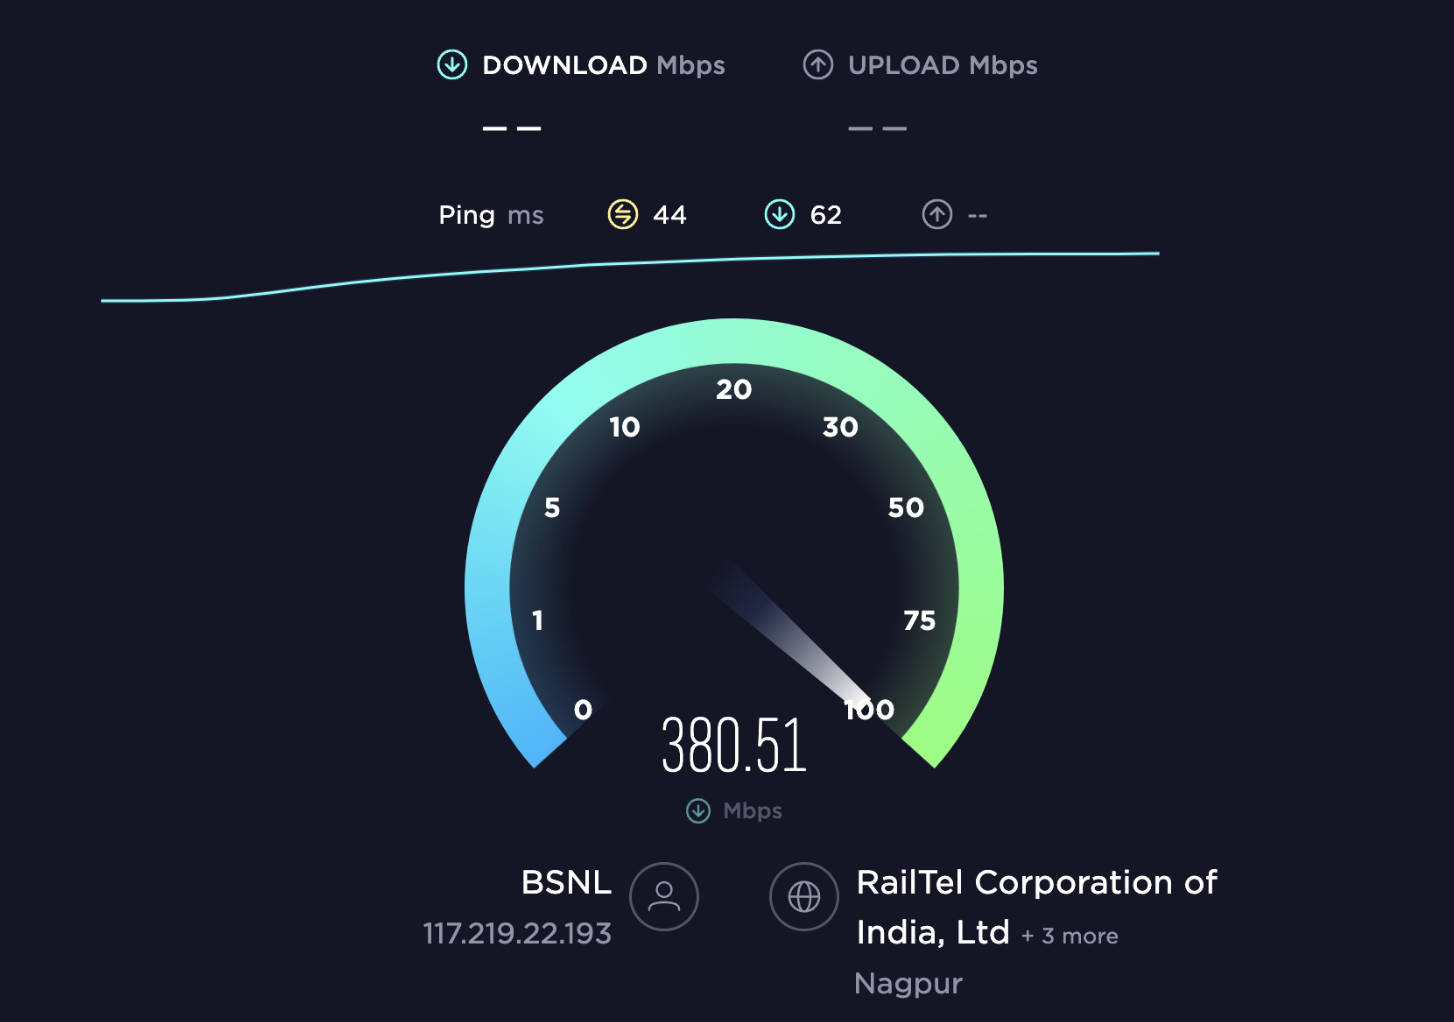 DOWNLOAD Mbps
UPLOAD Mbps
— —
— —
Ping ms 44 62 --
0
1
5
10
20
30
50
75
100
380.51
Mbps
BSNL
117.219.22.193
RailTel Corporation of
India, Ltd + 3 more
Nagpur